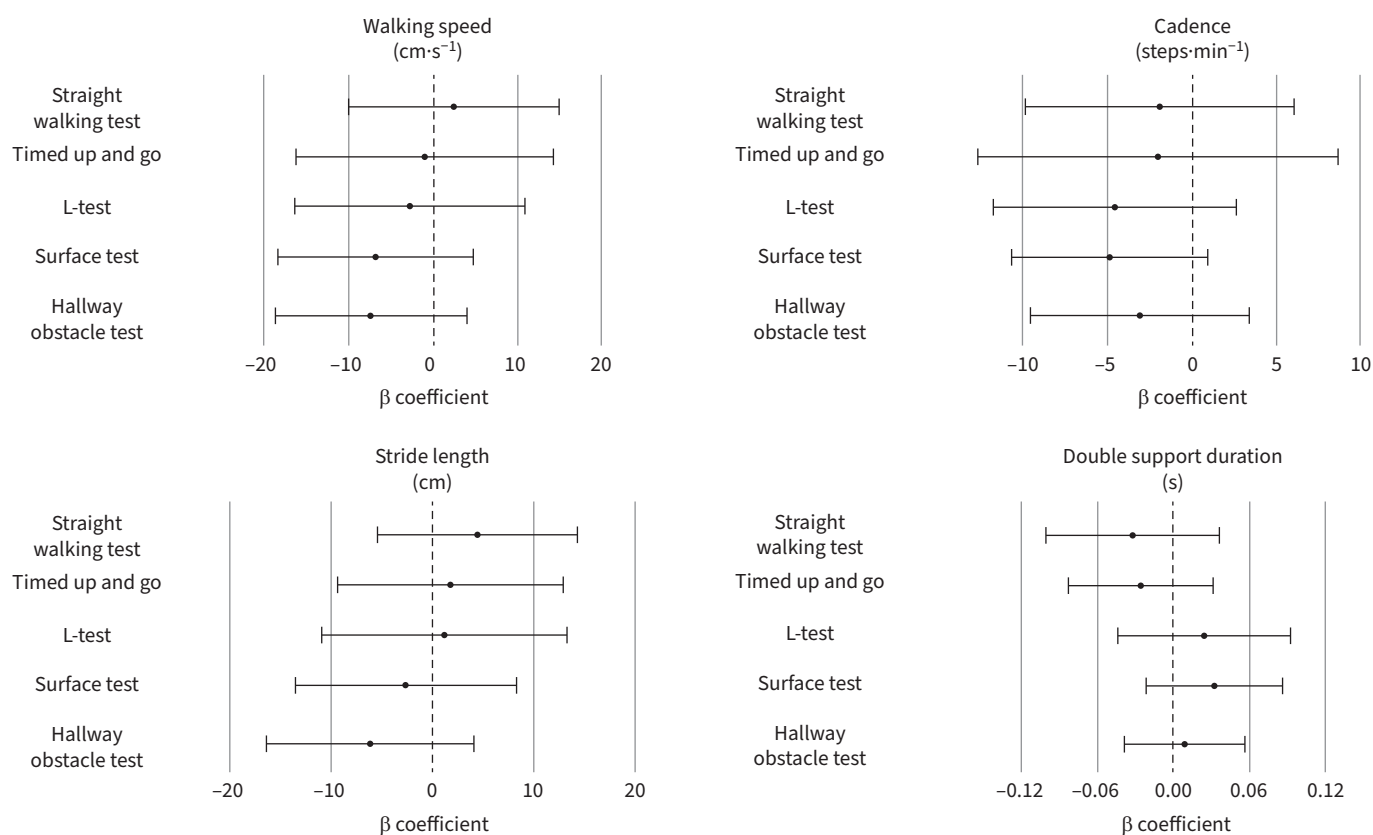 Walking speed
(cm·s⁻¹)
Straight
walking test
Timed up and go
L-test
Surface test
Hallway
obstacle test
–20 –10 0 10 20
β coefficient
Cadence
(steps·min⁻¹)
Straight
walking test
Timed up and go
L-test
Surface test
Hallway
obstacle test
–10 –5 0 5 10
β coefficient
Stride length
(cm)
Straight
walking test
Timed up and go
L-test
Surface test
Hallway
obstacle test
–20 –10 0 10 20
β coefficient
Double support duration
(s)
Straight
walking test
Timed up and go
L-test
Surface test
Hallway
obstacle test
–0.12 –0.06 0.00 0.06 0.12
β coefficient